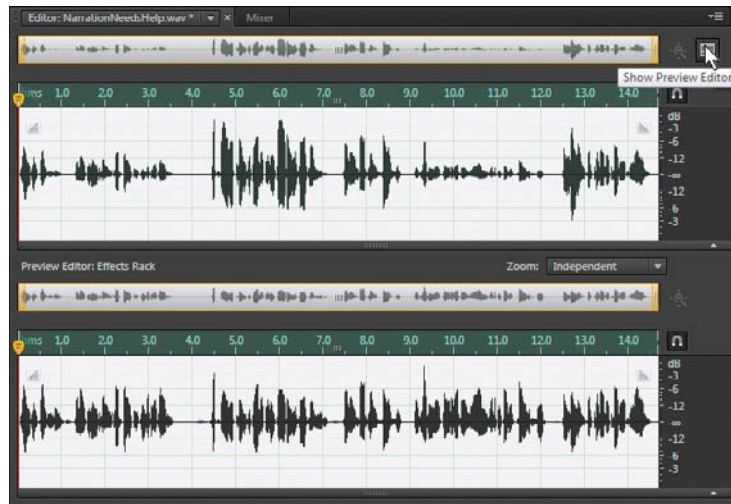 Editor: NarrationNeedsHelp.wav * Mixer
Show Preview Editor
hms 1.0 2.0 3.0 4.0 5.0 6.0 7.0 8.0 9.0 10.0 11.0 12.0 13.0 14.0
dB
-3
-6
-12
-∞
-12
-6
-3
Preview Editor: Effects Rack Zoom: Independent
hms 1.0 2.0 3.0 4.0 5.0 6.0 7.0 8.0 9.0 10.0 11.0 12.0 13.0 14.0
dB
-3
-6
-12
-∞
-12
-6
-3